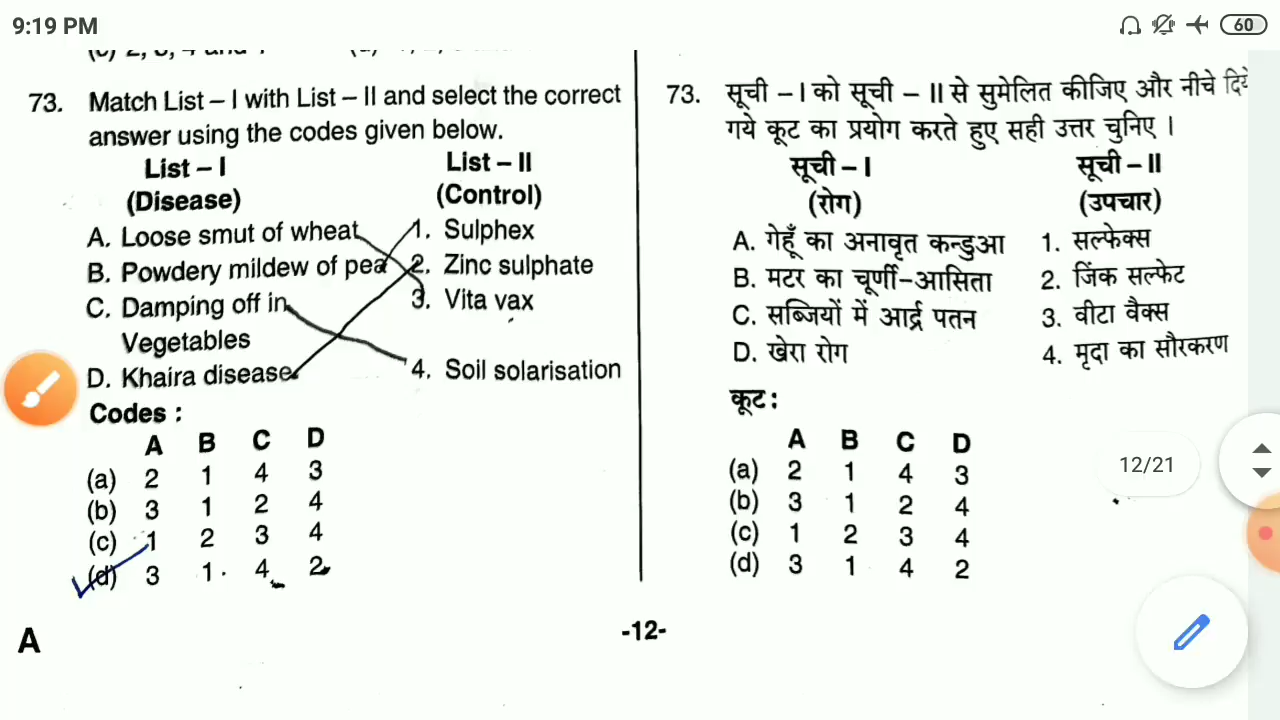 9:19 PM
60
73. Match List – I with List – II and select the correct
answer using the codes given below.
List – I List – II
(Disease) (Control)
A. Loose smut of wheat 1. Sulphex
B. Powdery mildew of pea 2. Zinc sulphate
C. Damping off in 3. Vita vax
Vegetables
D. Khaira disease 4. Soil solarisation
Codes :
A B C D
(a) 2 1 4 3
(b) 3 1 2 4
(c) 1 2 3 4
(d) 3 1 4 2
73. सूची – I को सूची – II से सुमेलित कीजिए और नीचे दिये
गये कूट का प्रयोग करते हुए सही उत्तर चुनिए ।
सूची – I सूची – II
(रोग) (उपचार)
A. गेहूँ का अनावृत कन्डुआ 1. सल्फेक्स
B. मटर का चूर्णी-आसिता 2. जिंक सल्फेट
C. सब्जियों में आर्द्र पतन 3. वीटा वैक्स
D. खेरा रोग 4. मृदा का सौरकरण
कूट :
A B C D
(a) 2 1 4 3
(b) 3 1 2 4
(c) 1 2 3 4
(d) 3 1 4 2
12/21
A
-12-